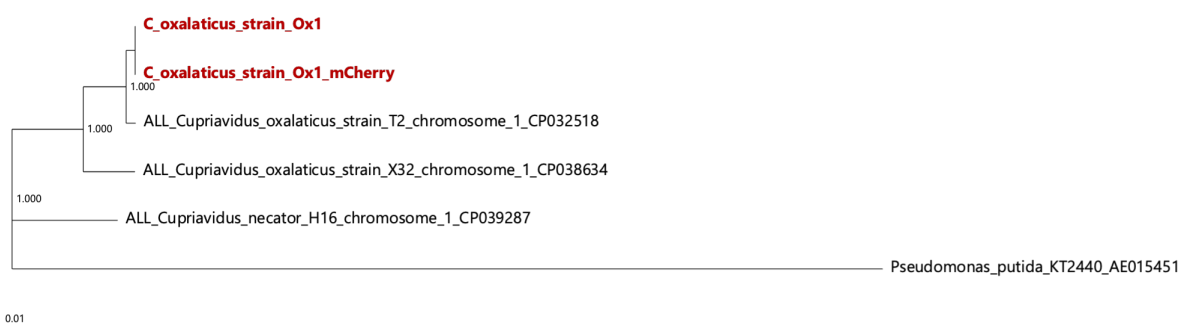 C_oxalaticus_strain_Ox1
C_oxalaticus_strain_Ox1_mCherry
1.000
ALL_Cupriavidus_oxalaticus_strain_T2_chromosome_1_CP032518
1.000
ALL_Cupriavidus_oxalaticus_strain_X32_chromosome_1_CP038634
1.000
ALL_Cupriavidus_necator_H16_chromosome_1_CP039287
Pseudomonas_putida_KT2440_AE015451
0.01